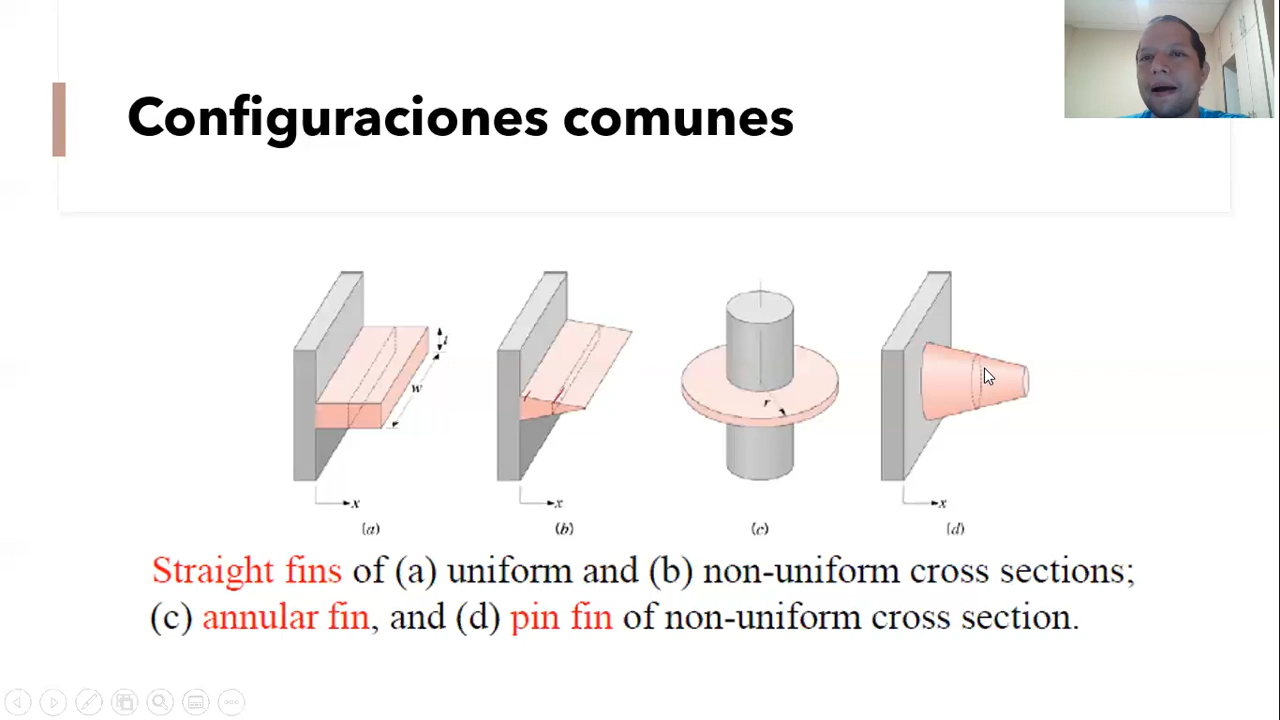 Configuraciones comunes
t
w
r
x
x
x
(a)
(b)
(c)
(d)
Straight fins of (a) uniform and (b) non-uniform cross sections;
(c) annular fin, and (d) pin fin of non-uniform cross section.